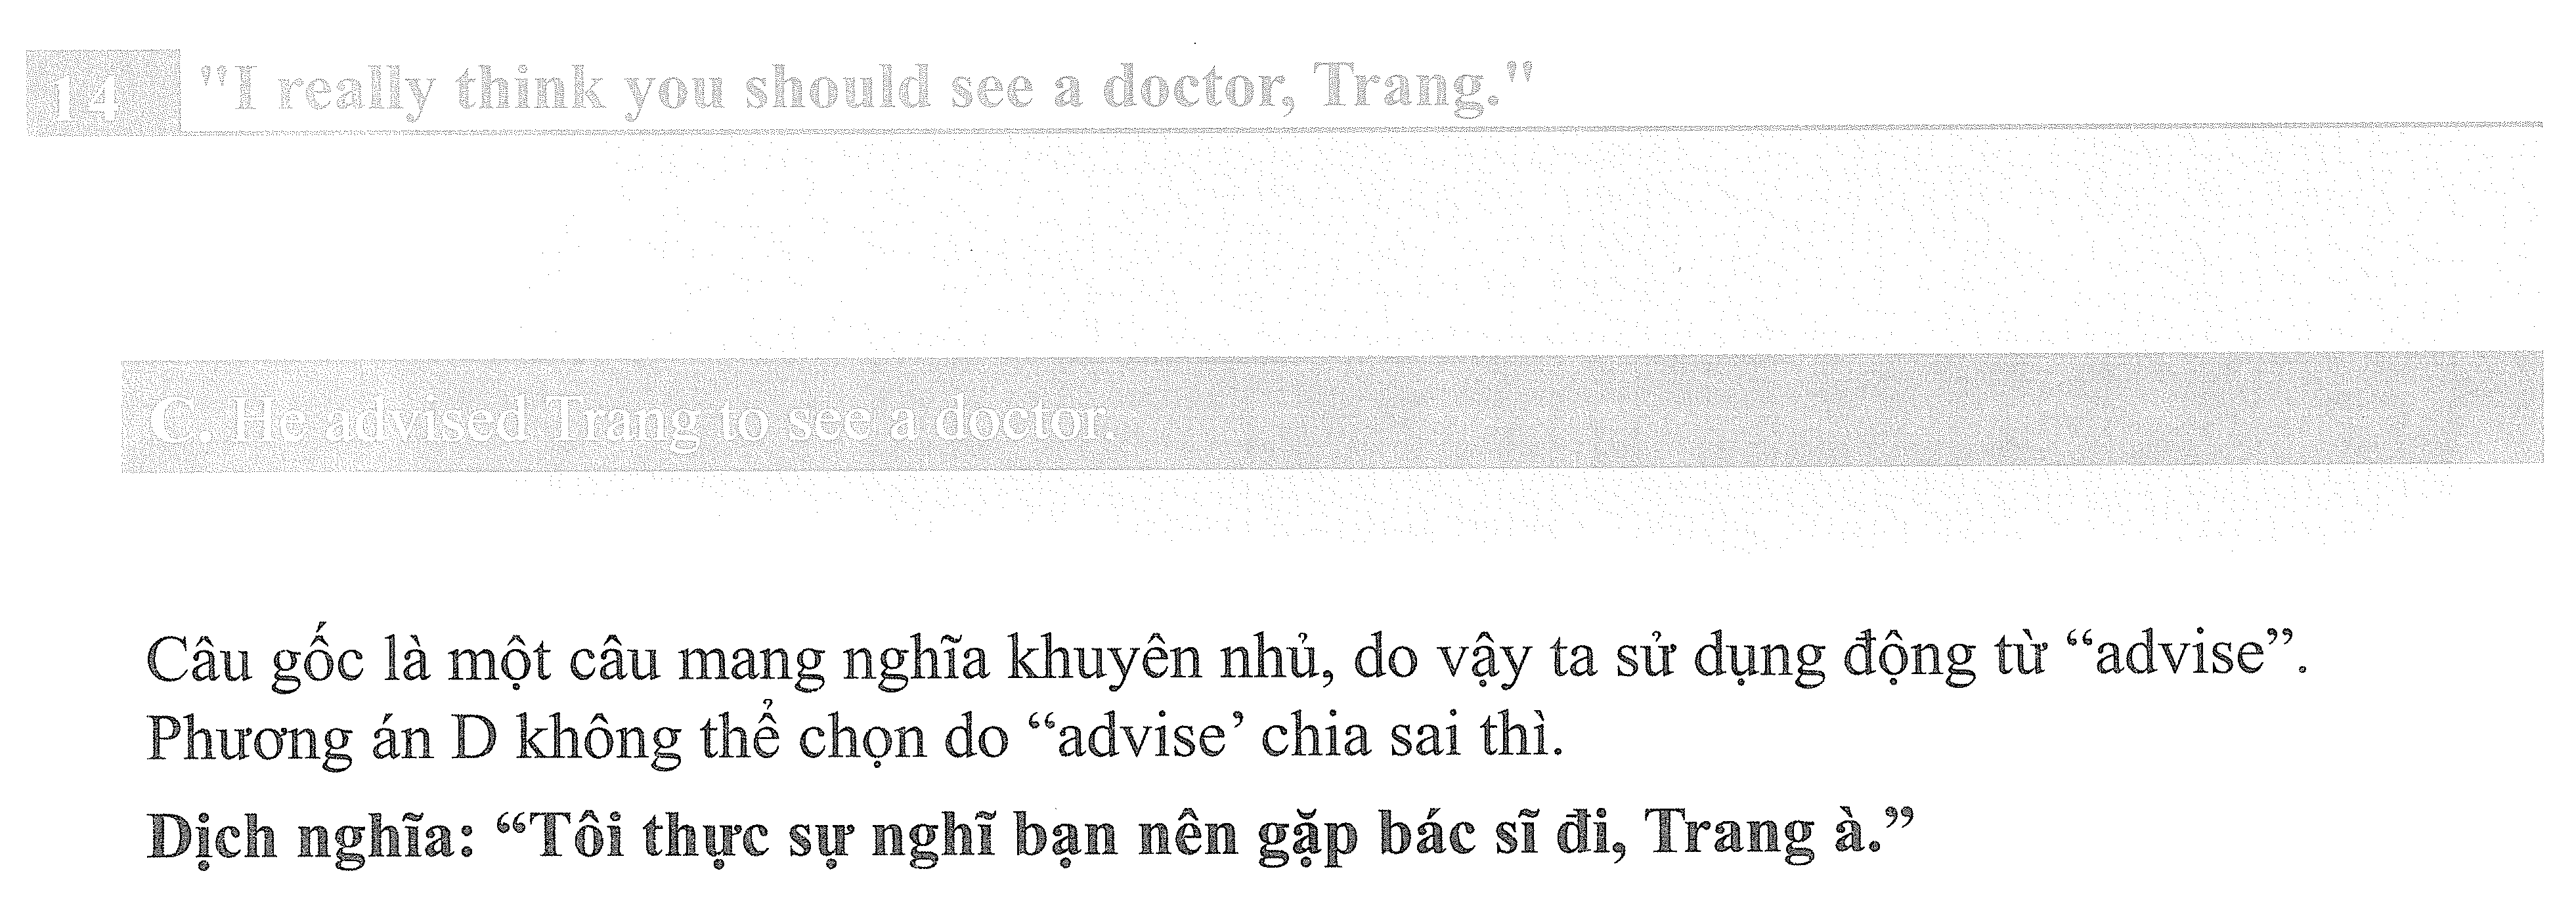 14 "I really think you should see a doctor, Trang."
C. He advised Trang to see a doctor.
Câu gốc là một câu mang nghĩa khuyên nhủ, do vậy ta sử dụng động từ “advise”.
Phương án D không thể chọn do “advise’ chia sai thì.
Dịch nghĩa: “Tôi thực sự nghĩ bạn nên gặp bác sĩ đi, Trang à.”